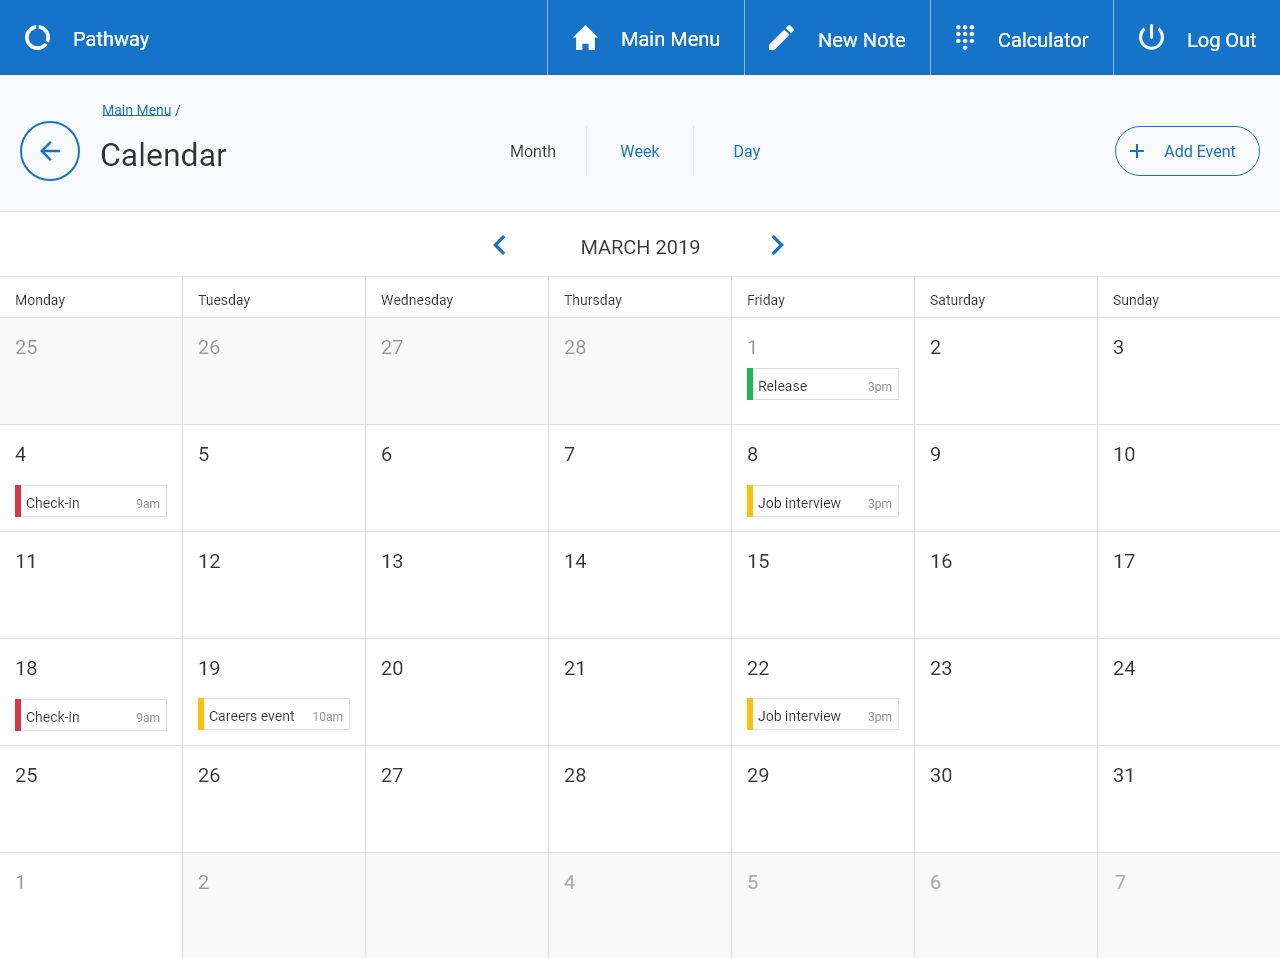 Pathway Main Menu New Note Calculator Log Out
Main Menu /
Calendar Month Week Day Add Event
MARCH 2019
Monday Tuesday Wednesday Thursday Friday Saturday Sunday
25 26 27 28 1 2 3
Release 3pm
4 5 6 7 8 9 10
Check-in 9am Job interview 3pm
11 12 13 14 15 16 17
18 19 20 21 22 23 24
Check-in 9am Careers event 10am Job interview 3pm
25 26 27 28 29 30 31
1 2 4 5 6 7